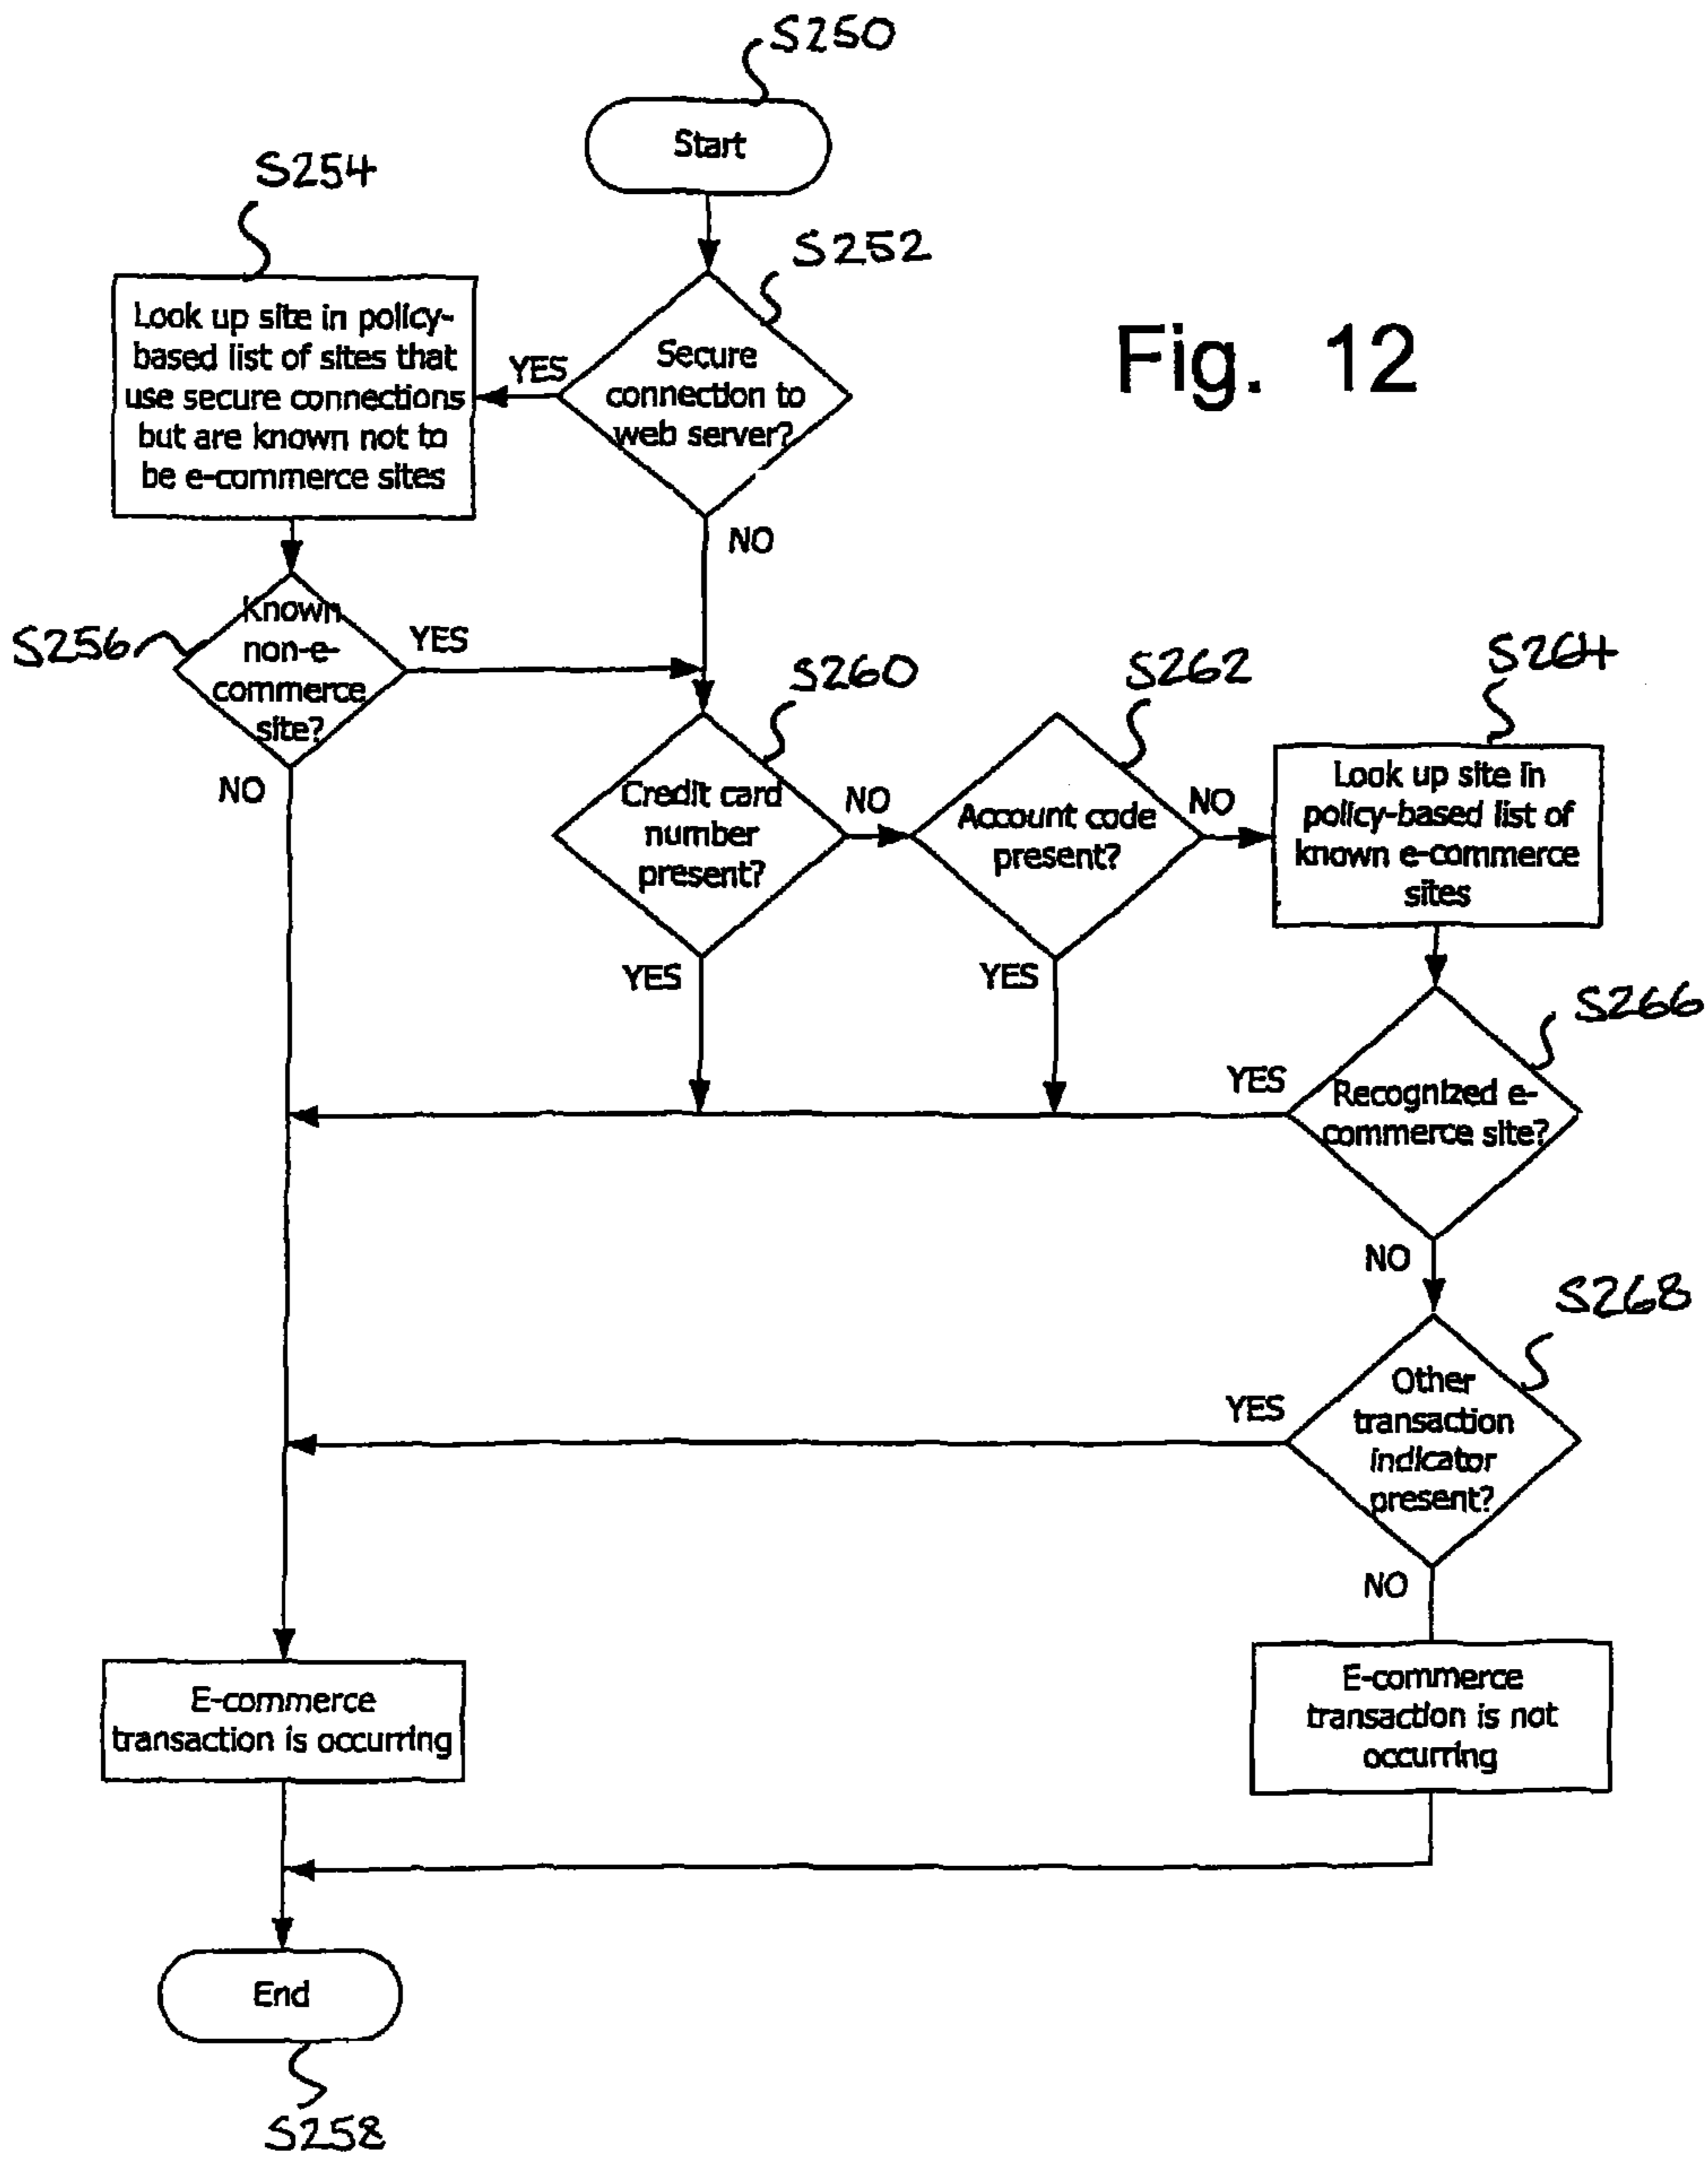 S250
Start
S254
S252
Look up site in policy-
based list of sites that
use secure connections
but are known not to
be e-commerce sites
YES
Secure
connection to
web server?
Fig. 12
NO
S256
Known
non-e-
commerce
site?
YES
NO
S260
S262
S264
Credit card
number
present?
NO
Account code
present?
NO
Look up site in
policy-based list of
known e-commerce
sites
YES
YES
S266
YES
Recognized e-
commerce site?
NO
S268
YES
Other
transaction
indicator
present?
NO
E-commerce
transaction is occurring
E-commerce
transaction is not
occurring
End
S258